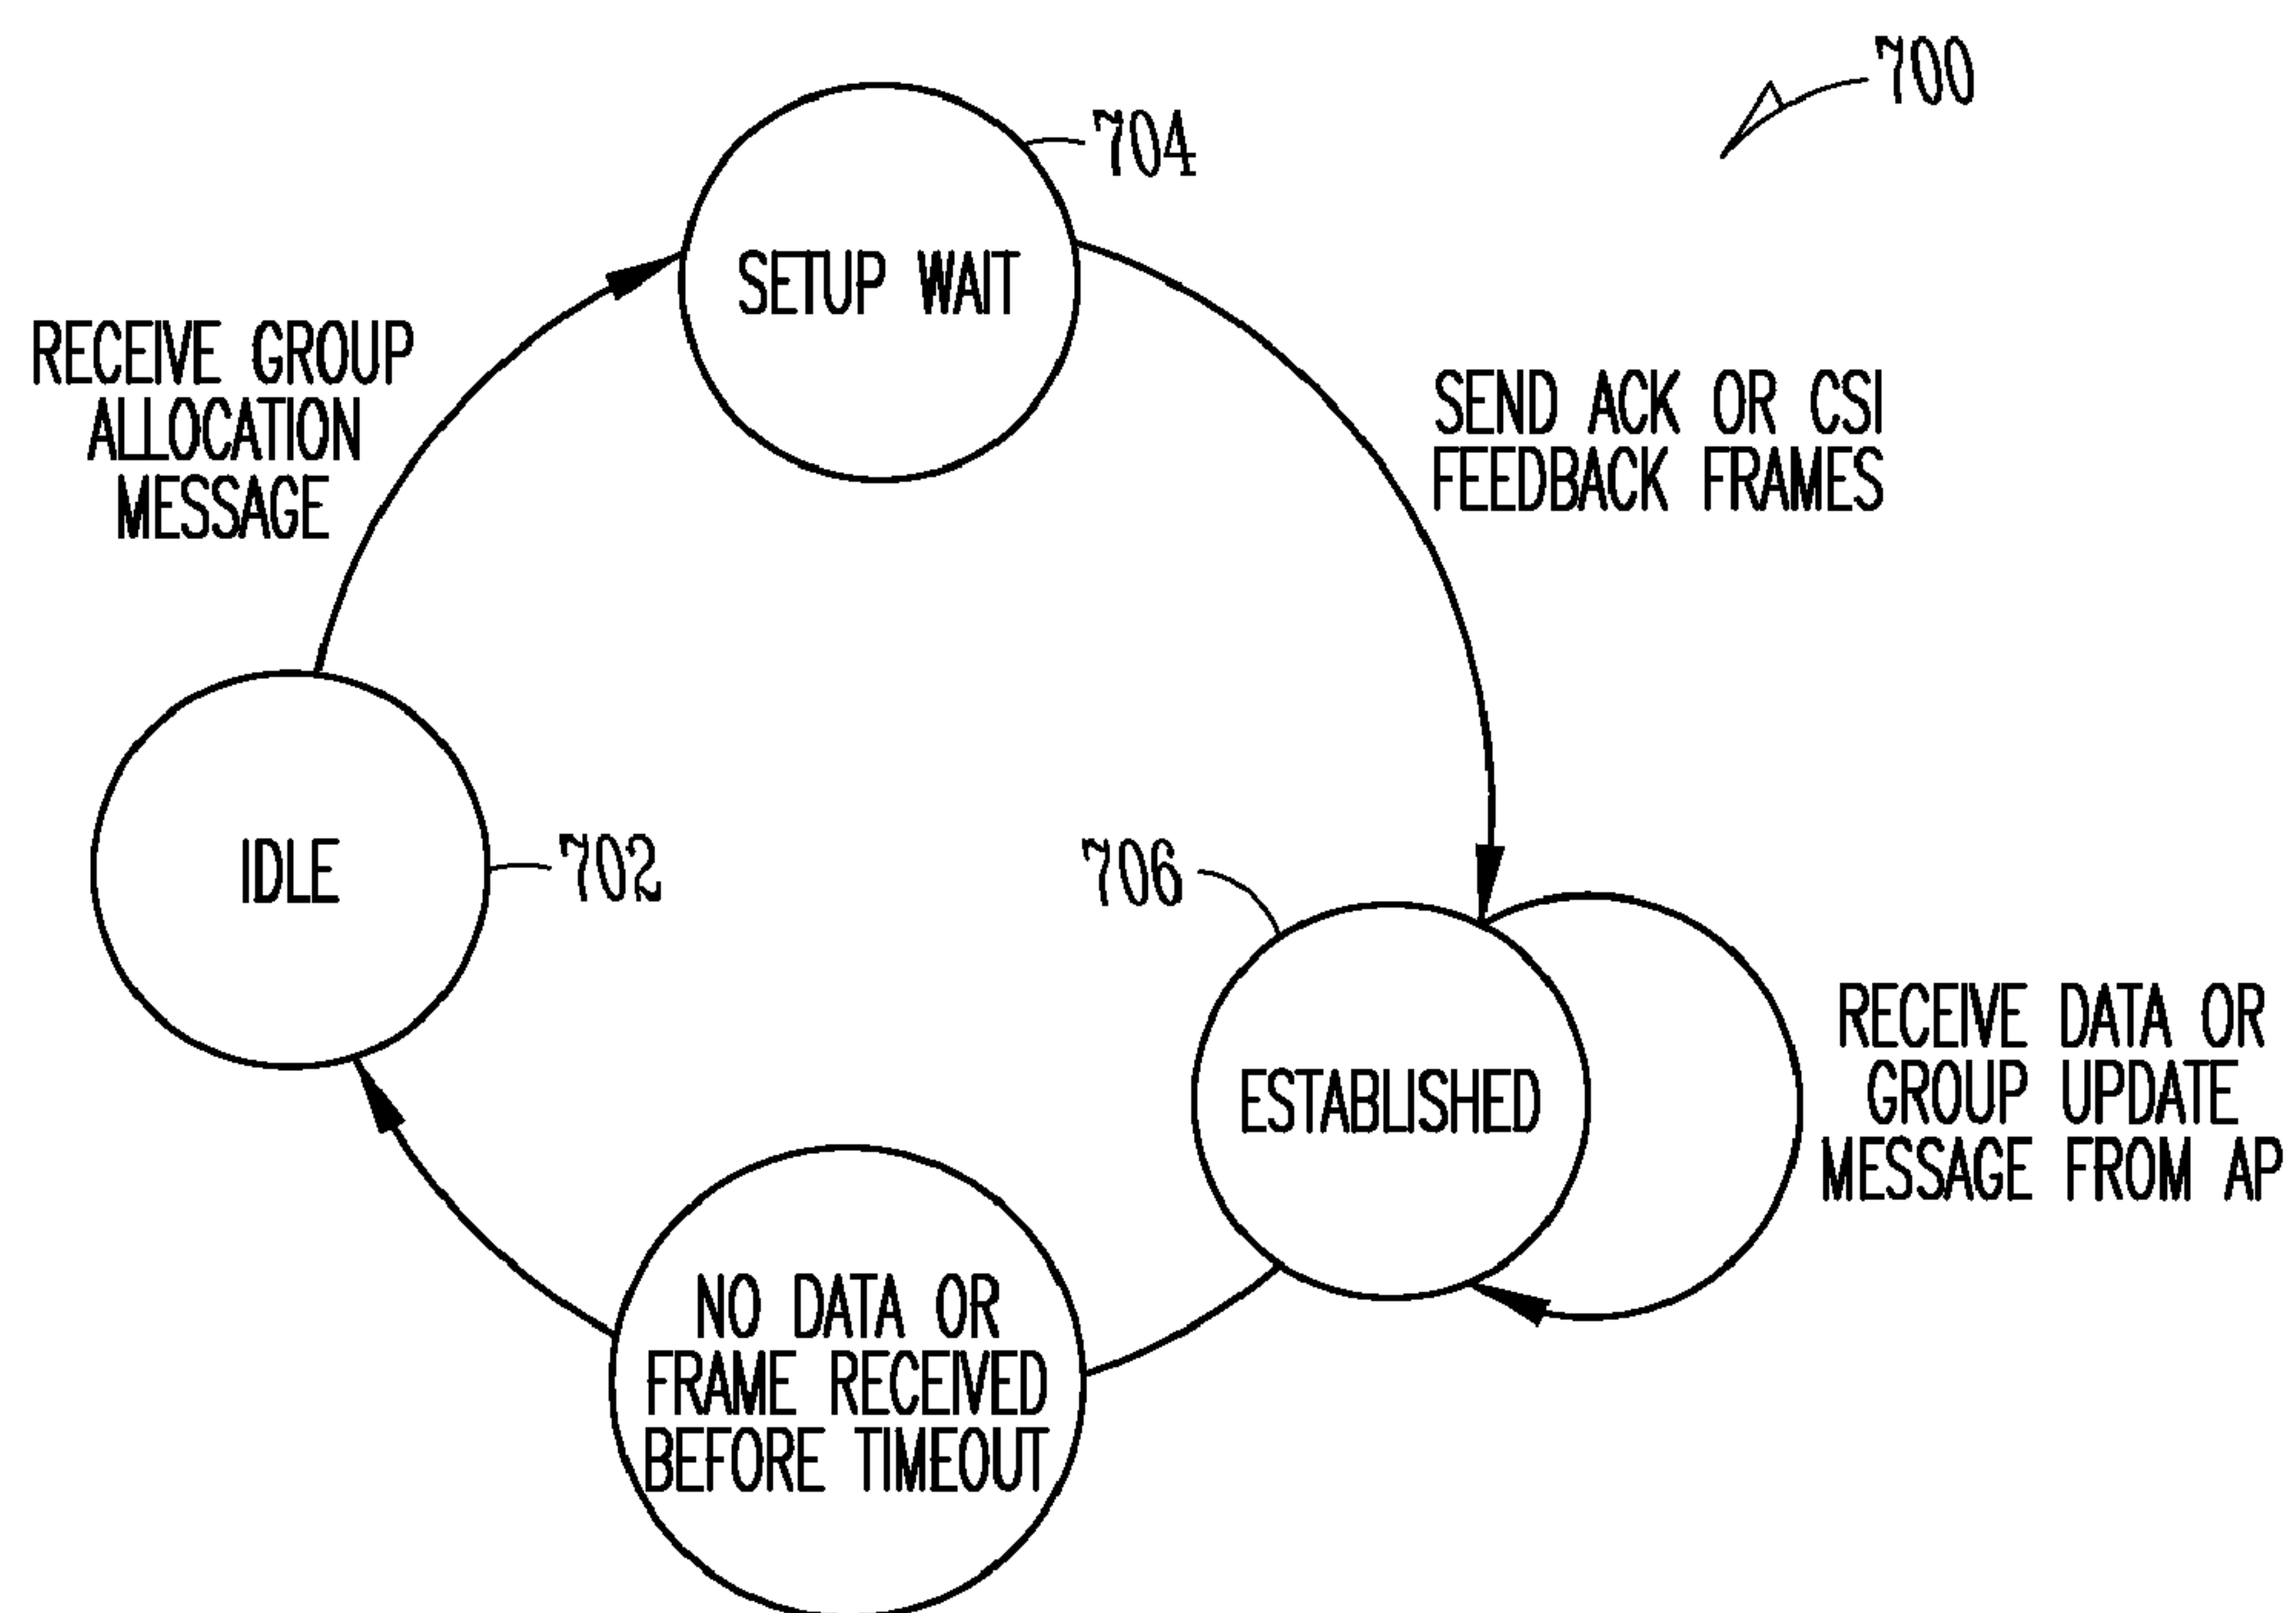 700
704
SETUP WAIT
RECEIVE GROUP
ALLOCATION
MESSAGE
SEND ACK OR CSI
FEEDBACK FRAMES
IDLE
702
706
ESTABLISHED
RECEIVE DATA OR
GROUP UPDATE
MESSAGE FROM AP
NO DATA OR
FRAME RECEIVED
BEFORE TIMEOUT